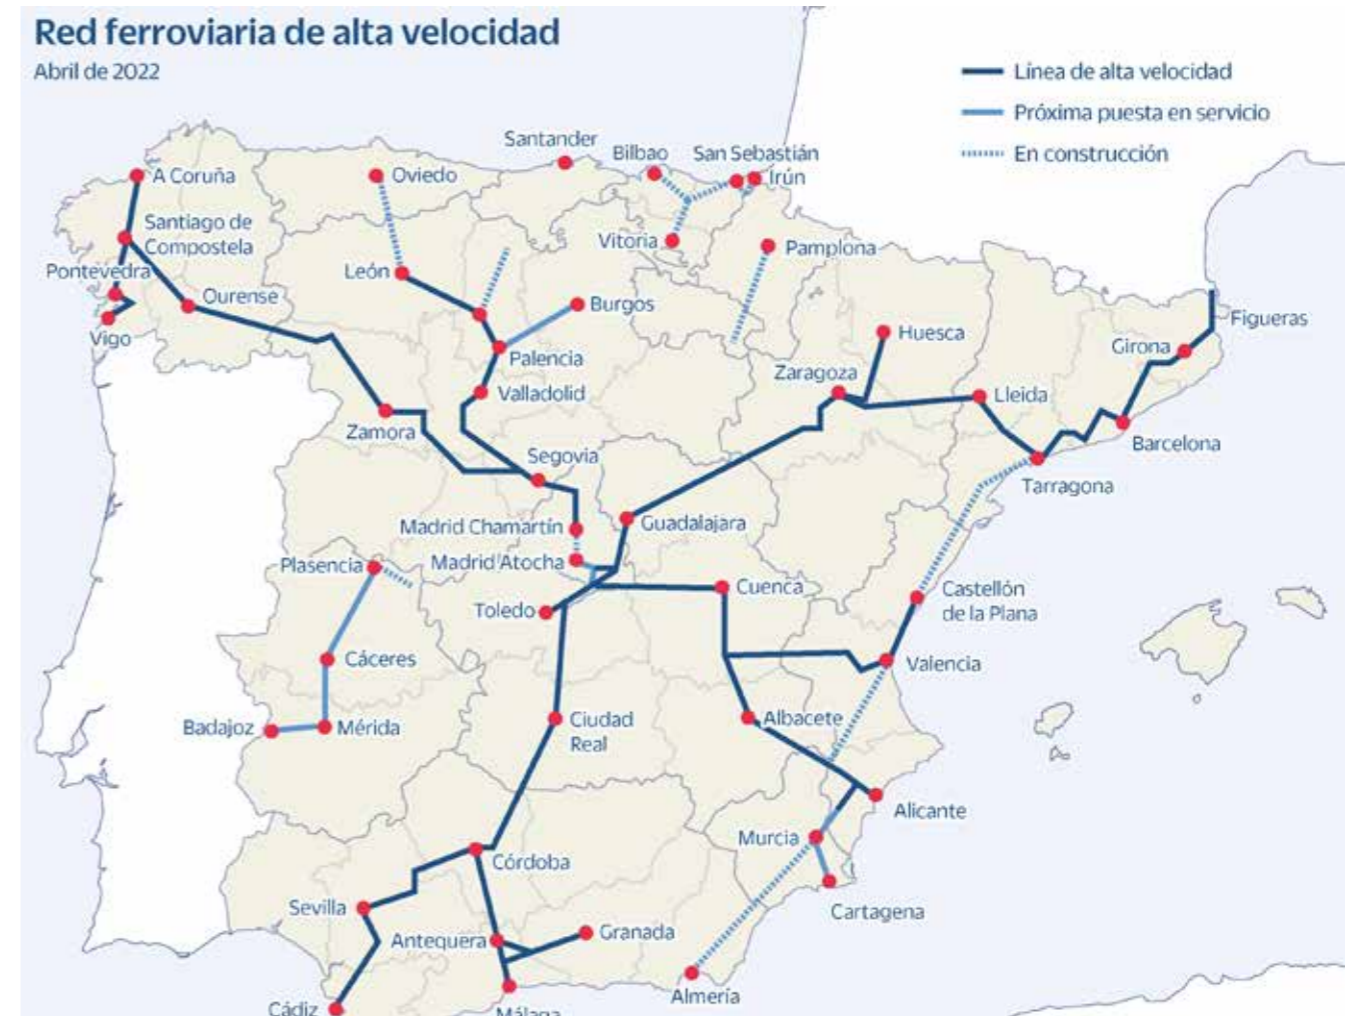 Red ferroviaria de alta velocidad
Abril de 2022
Línea de alta velocidad
Próxima puesta en servicio
En construcción
Santander
Bilbao
San Sebastián
Irún
A Coruña
Oviedo
Santiago de
Compostela
Vitoria
Pamplona
Pontevedra
León
Ourense
Burgos
Vigo
Palencia
Huesca
Figueras
Girona
Zaragoza
Valladolid
Lleida
Zamora
Barcelona
Segovia
Tarragona
Madrid Chamartín
Guadalajara
Madrid Atocha
Plasencia
Cuenca
Castellón
de la Plana
Toledo
Cáceres
Valencia
Badajoz
Mérida
Ciudad
Real
Albacete
Alicante
Murcia
Córdoba
Sevilla
Cartagena
Antequera
Granada
Almería
Cádiz
Málaga